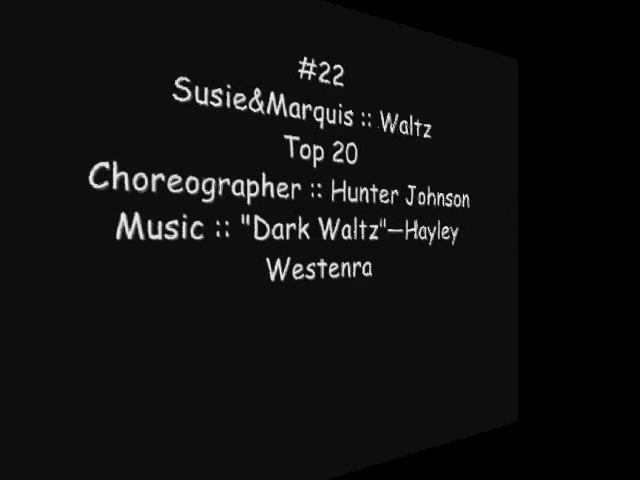 #22
Susie&Marquis :: Waltz
Top 20
Choreographer :: Hunter Johnson
Music :: "Dark Waltz"—Hayley
Westenra